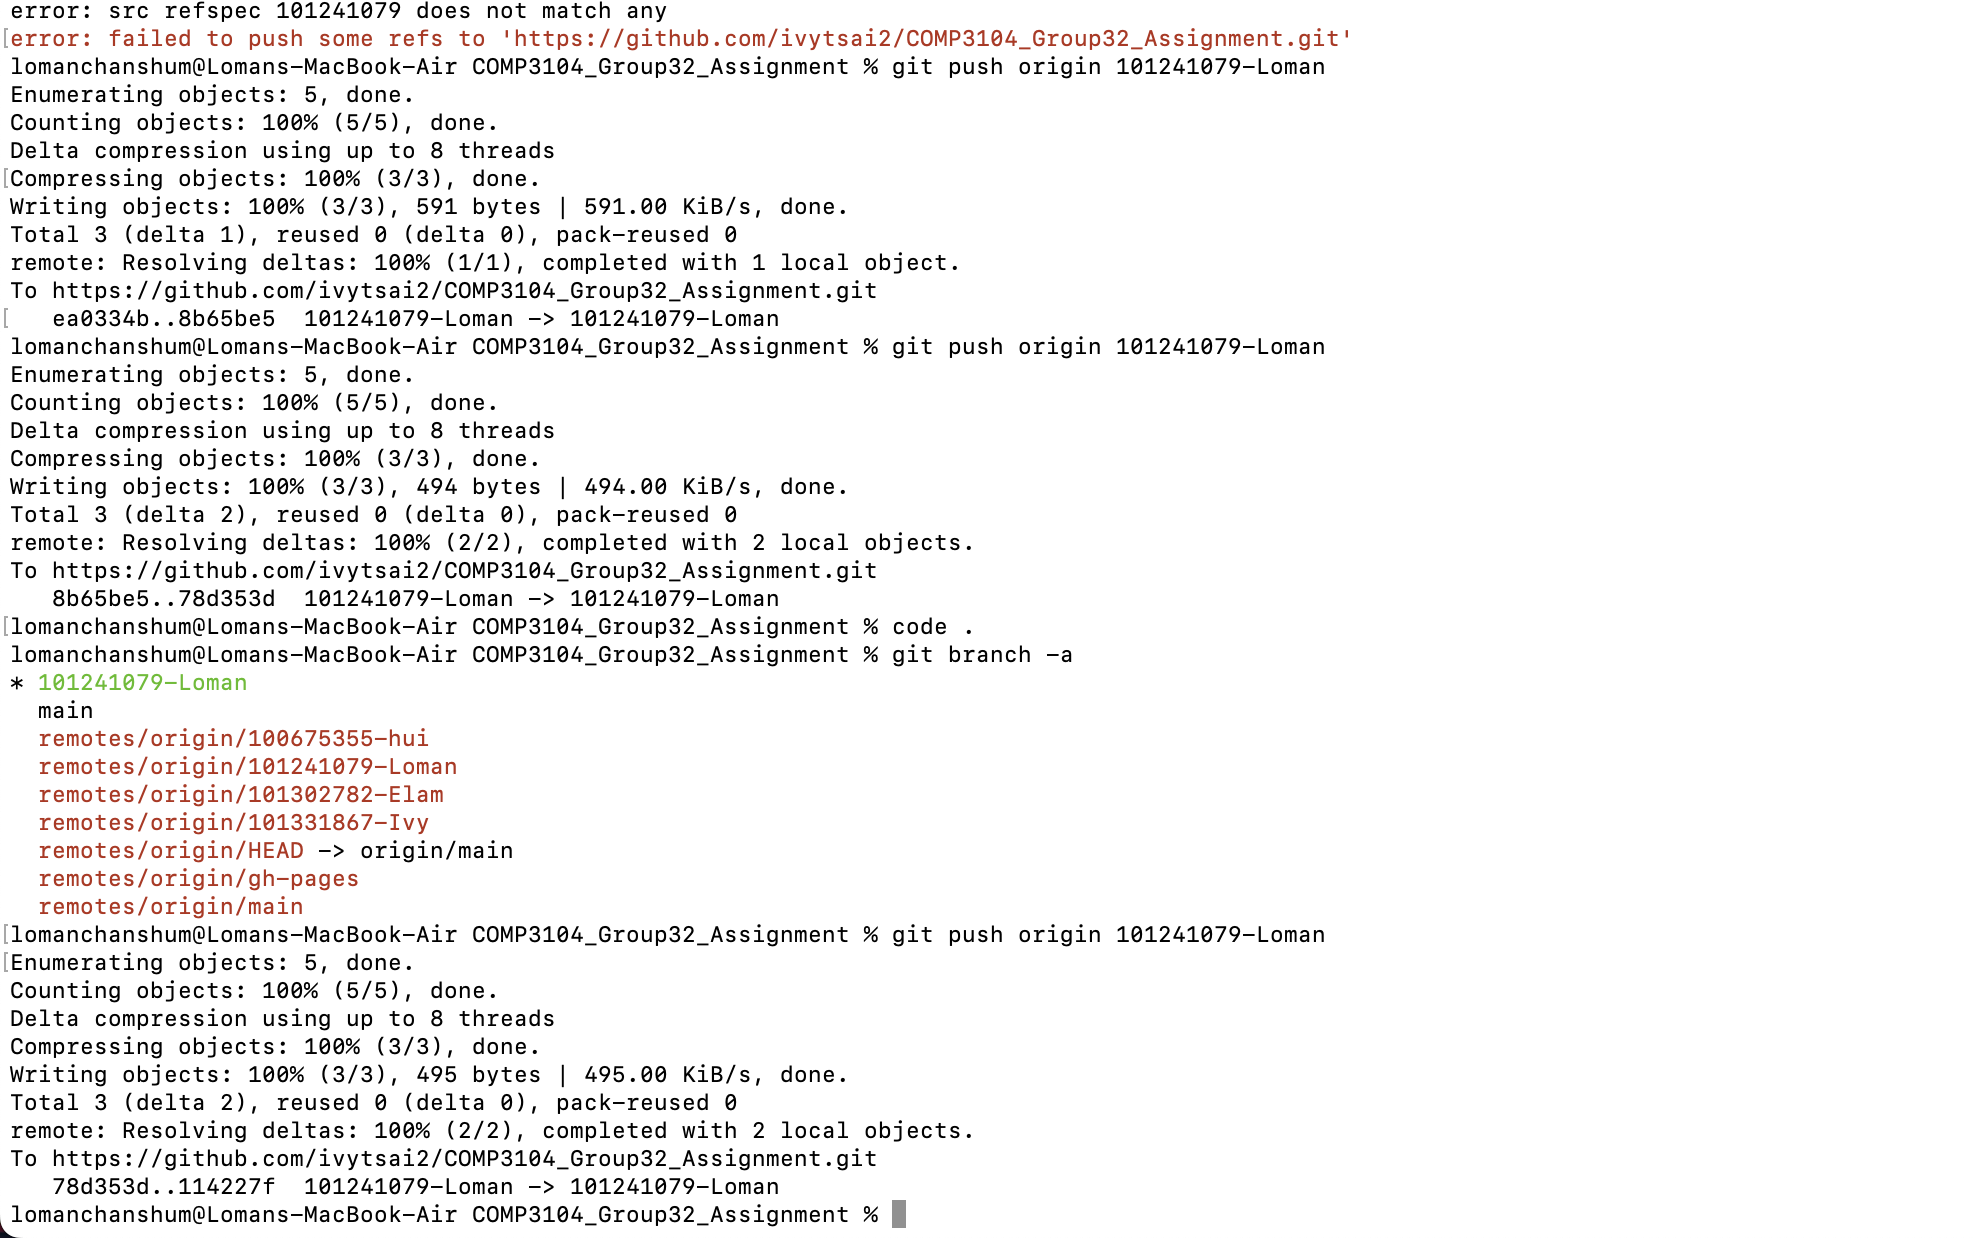 error: src refspec 101241079 does not match any
[error: failed to push some refs to 'https://github.com/ivytsai2/COMP3104_Group32_Assignment.git'
lomanchanshum@Lomans-MacBook-Air COMP3104_Group32_Assignment % git push origin 101241079-Loman
Enumerating objects: 5, done.
Counting objects: 100% (5/5), done.
Delta compression using up to 8 threads
[Compressing objects: 100% (3/3), done.
Writing objects: 100% (3/3), 591 bytes | 591.00 KiB/s, done.
Total 3 (delta 1), reused 0 (delta 0), pack-reused 0
remote: Resolving deltas: 100% (1/1), completed with 1 local object.
To https://github.com/ivytsai2/COMP3104_Group32_Assignment.git
[   ea0334b..8b65be5  101241079-Loman -> 101241079-Loman
lomanchanshum@Lomans-MacBook-Air COMP3104_Group32_Assignment % git push origin 101241079-Loman
Enumerating objects: 5, done.
Counting objects: 100% (5/5), done.
Delta compression using up to 8 threads
Compressing objects: 100% (3/3), done.
Writing objects: 100% (3/3), 494 bytes | 494.00 KiB/s, done.
Total 3 (delta 2), reused 0 (delta 0), pack-reused 0
remote: Resolving deltas: 100% (2/2), completed with 2 local objects.
To https://github.com/ivytsai2/COMP3104_Group32_Assignment.git
   8b65be5..78d353d  101241079-Loman -> 101241079-Loman
[lomanchanshum@Lomans-MacBook-Air COMP3104_Group32_Assignment % code .
lomanchanshum@Lomans-MacBook-Air COMP3104_Group32_Assignment % git branch -a
* 101241079-Loman
  main
  remotes/origin/100675355-hui
  remotes/origin/101241079-Loman
  remotes/origin/101302782-Elam
  remotes/origin/101331867-Ivy
  remotes/origin/HEAD -> origin/main
  remotes/origin/gh-pages
  remotes/origin/main
[lomanchanshum@Lomans-MacBook-Air COMP3104_Group32_Assignment % git push origin 101241079-Loman
[Enumerating objects: 5, done.
Counting objects: 100% (5/5), done.
Delta compression using up to 8 threads
Compressing objects: 100% (3/3), done.
Writing objects: 100% (3/3), 495 bytes | 495.00 KiB/s, done.
Total 3 (delta 2), reused 0 (delta 0), pack-reused 0
remote: Resolving deltas: 100% (2/2), completed with 2 local objects.
To https://github.com/ivytsai2/COMP3104_Group32_Assignment.git
   78d353d..114227f  101241079-Loman -> 101241079-Loman
lomanchanshum@Lomans-MacBook-Air COMP3104_Group32_Assignment %